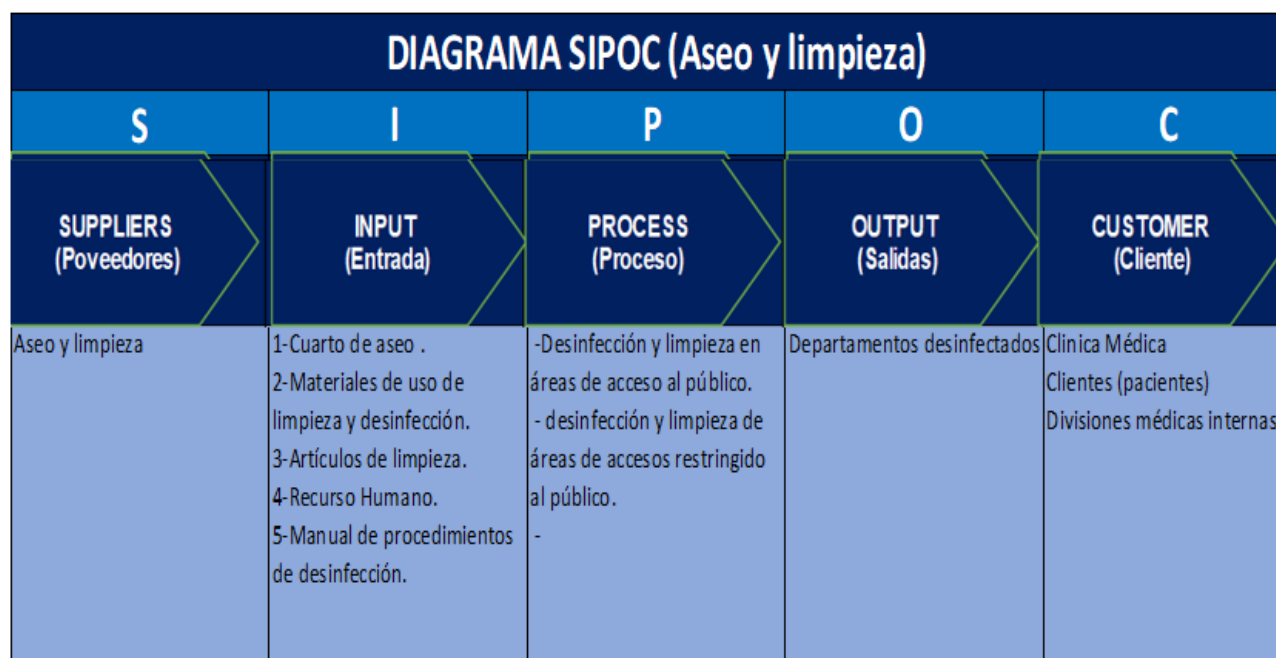 DIAGRAMA SIPOC (Aseo y limpieza)
S
I
P
O
C
SUPPLIERS
(Poveedores)
INPUT
(Entrada)
PROCESS
(Proceso)
OUTPUT
(Salidas)
CUSTOMER
(Cliente)
Aseo y limpieza
1-Cuarto de aseo .
2-Materiales de uso de
limpieza y desinfección.
3-Artículos de limpieza.
4-Recurso Humano.
5-Manual de procedimientos
de desinfección.
-Desinfección y limpieza en
áreas de acceso al público.
- desinfección y limpieza de
áreas de accesos restringido
al público.
-
Departamentos desinfectados
Clinica Médica
Clientes (pacientes)
Divisiones médicas internas